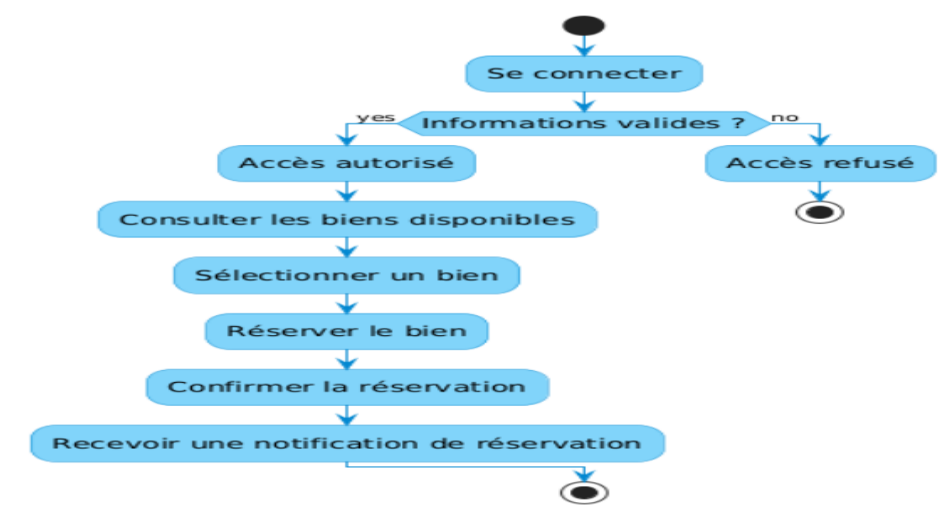 Se connecter
yes
Informations valides ?
no
Accès autorisé
Accès refusé
Consulter les biens disponibles
Sélectionner un bien
Réserver le bien
Confirmer la réservation
Recevoir une notification de réservation